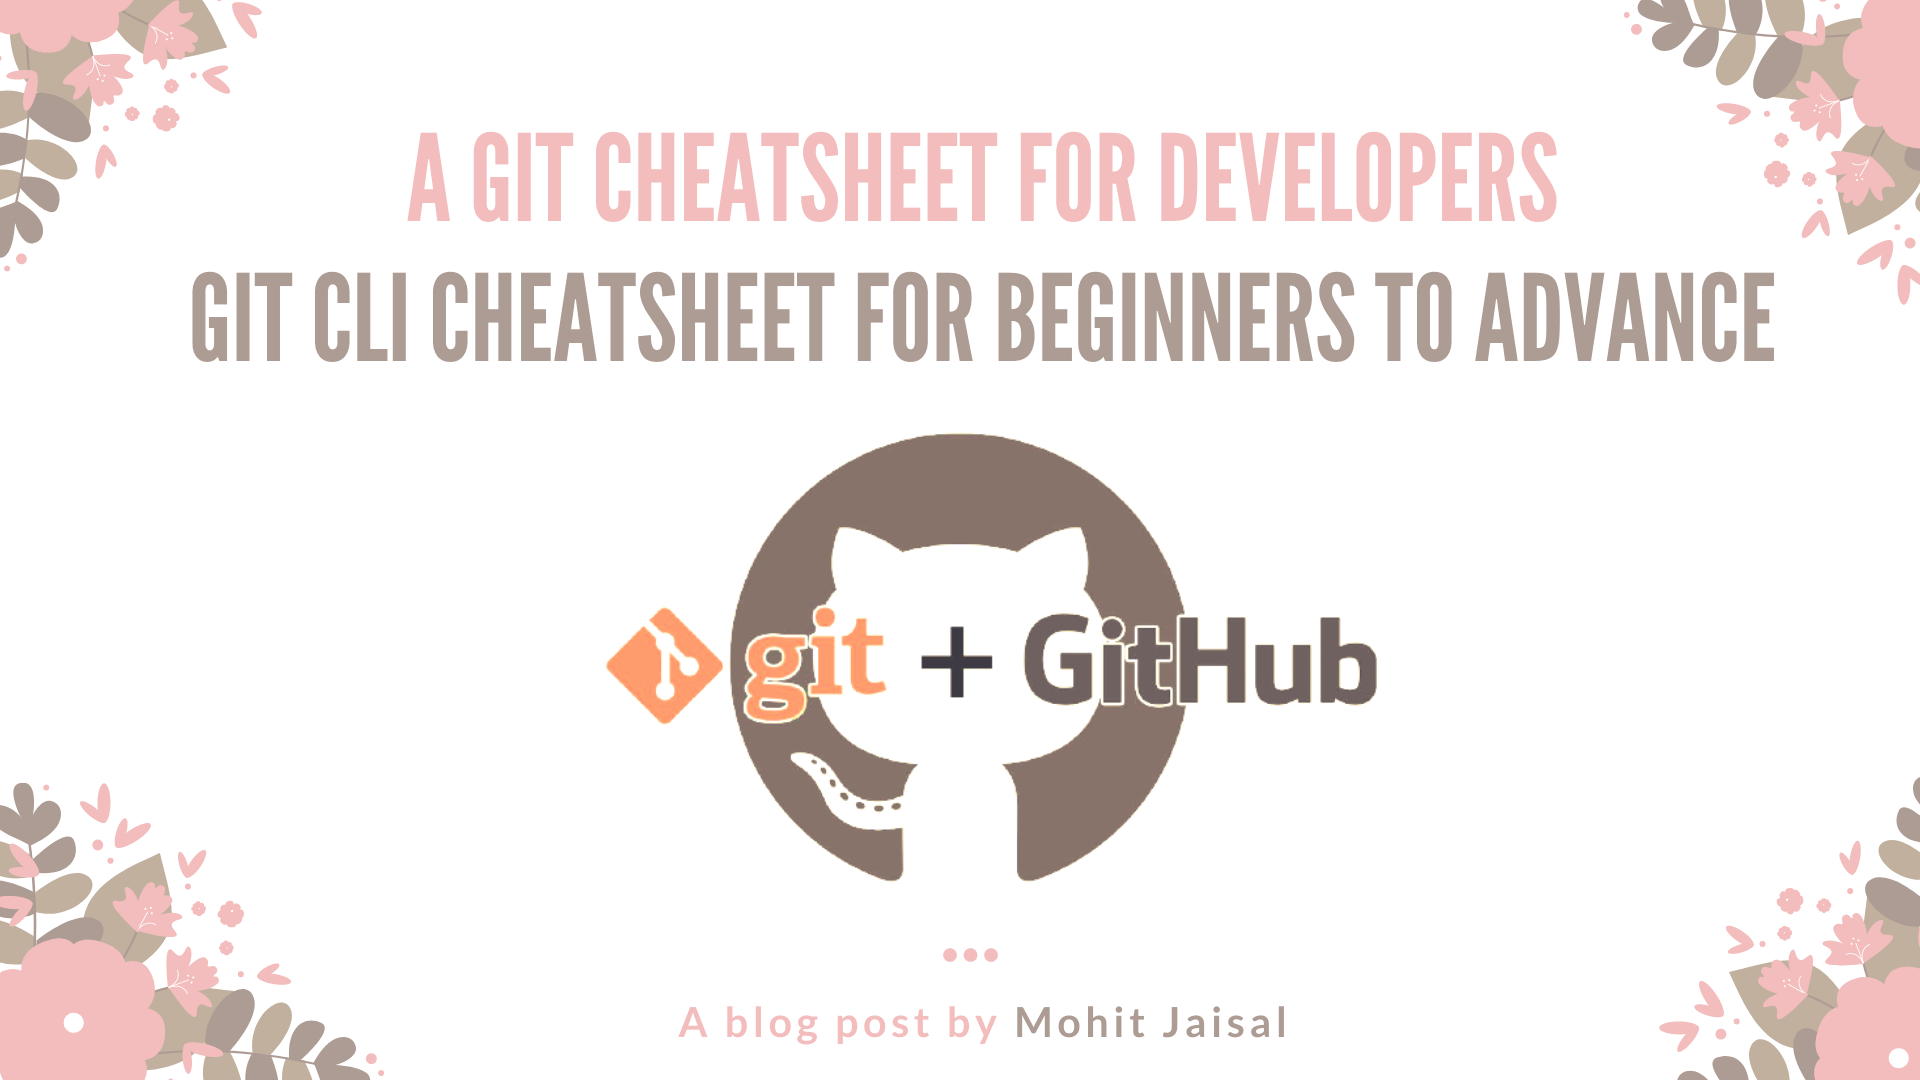 A GIT CHEATSHEET FOR DEVELOPERS
GIT CLI CHEATSHEET FOR BEGINNERS TO ADVANCE
git + GitHub
A blog post by Mohit Jaisal